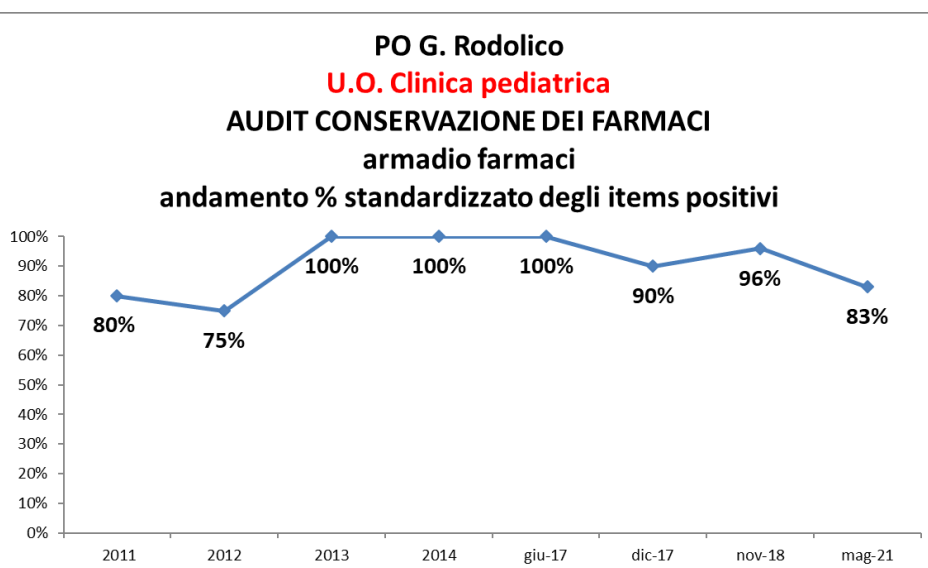 PO G. Rodolico
U.O. Clinica pediatrica
AUDIT CONSERVAZIONE DEI FARMACI
armadio farmaci
andamento % standardizzato degli items positivi
100%
90%
80%
70%
60%
50%
40%
30%
20%
10%
0%
80%
75%
100%
100%
100%
90%
96%
83%
2011
2012
2013
2014
giu-17
dic-17
nov-18
mag-21